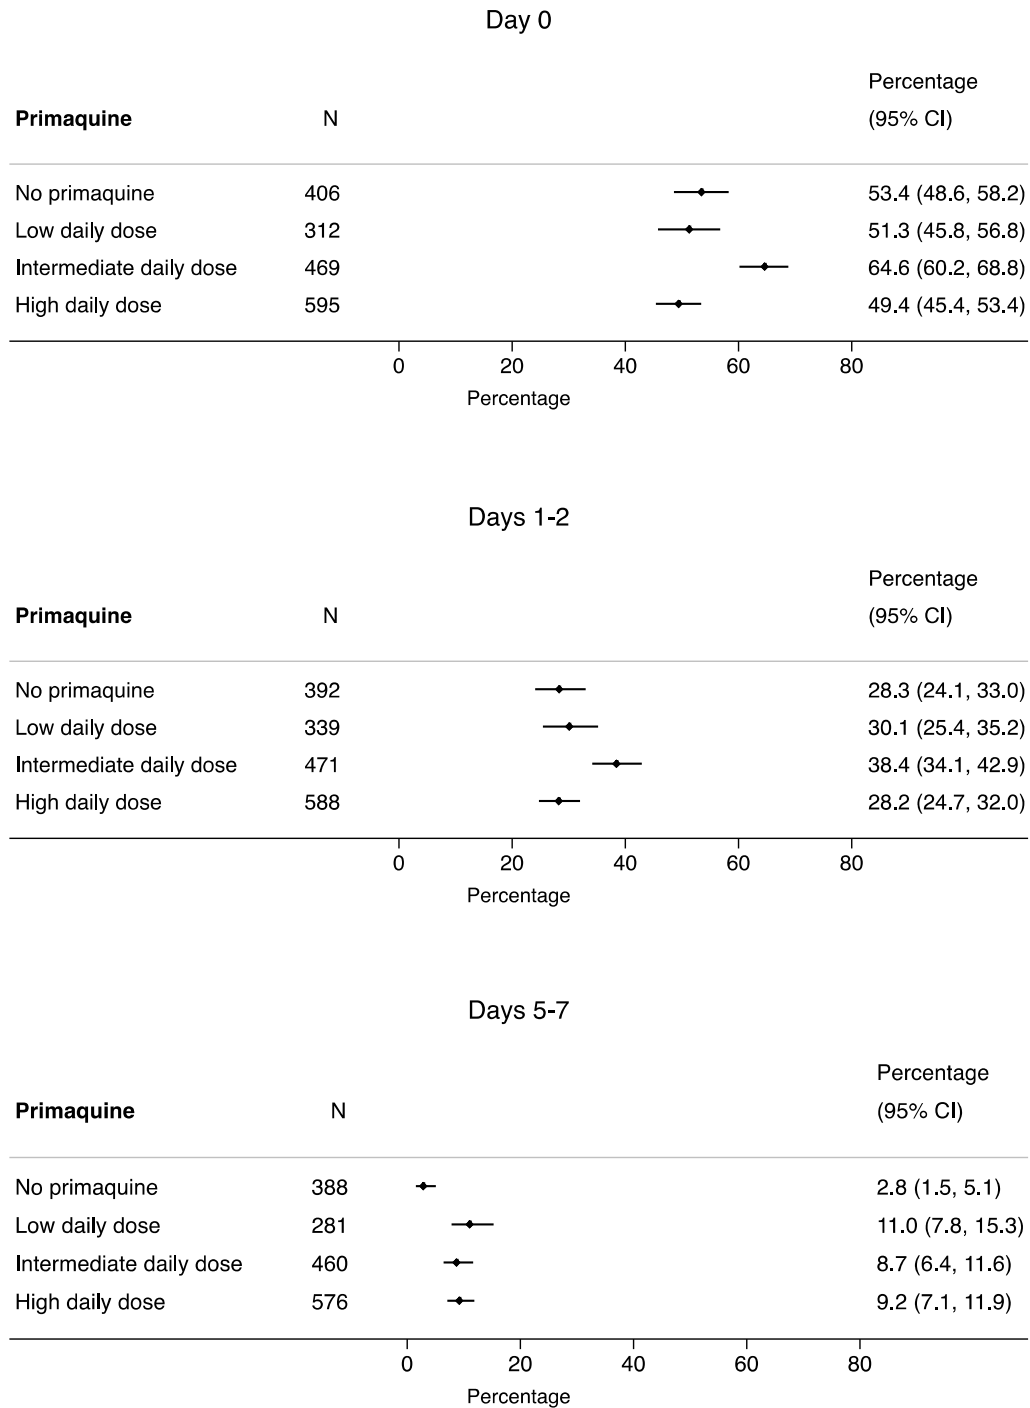 Day 0
Percentage
Primaquine N (95% CI)
No primaquine 406 53.4 (48.6, 58.2)
Low daily dose 312 51.3 (45.8, 56.8)
Intermediate daily dose 469 64.6 (60.2, 68.8)
High daily dose 595 49.4 (45.4, 53.4)
0 20 40 60 80
Percentage
Days 1-2
Percentage
Primaquine N (95% CI)
No primaquine 392 28.3 (24.1, 33.0)
Low daily dose 339 30.1 (25.4, 35.2)
Intermediate daily dose 471 38.4 (34.1, 42.9)
High daily dose 588 28.2 (24.7, 32.0)
0 20 40 60 80
Percentage
Days 5-7
Percentage
Primaquine N (95% CI)
No primaquine 388 2.8 (1.5, 5.1)
Low daily dose 281 11.0 (7.8, 15.3)
Intermediate daily dose 460 8.7 (6.4, 11.6)
High daily dose 576 9.2 (7.1, 11.9)
0 20 40 60 80
Percentage